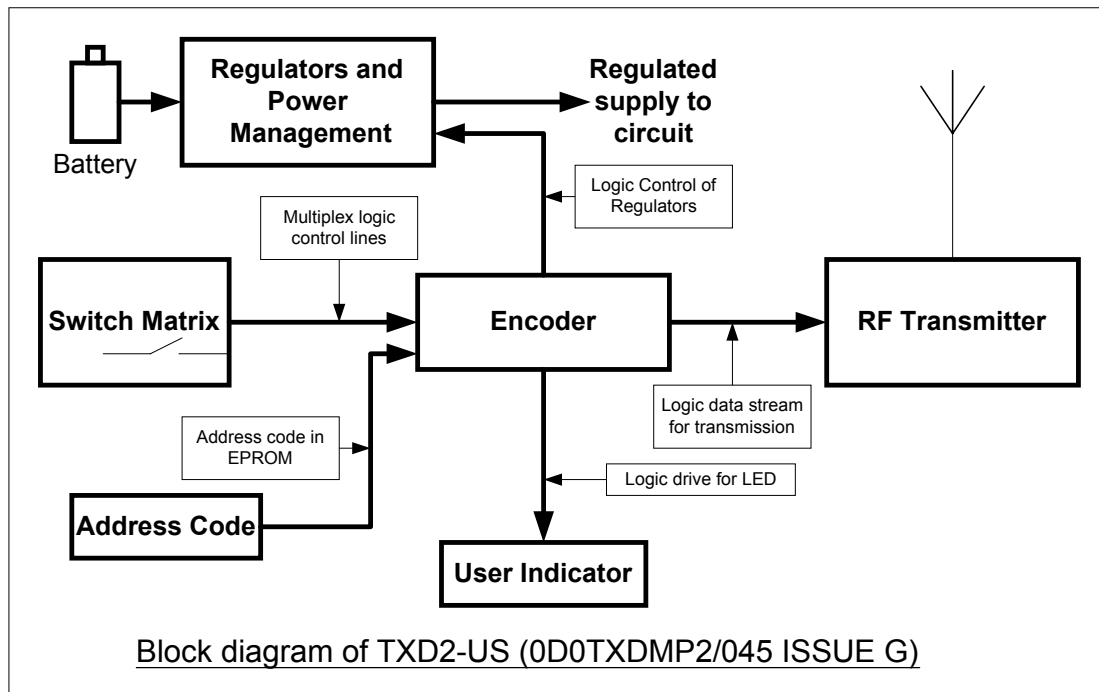 Regulators and
Power
Management
Regulated
supply to
circuit
Battery
Logic Control of
Regulators
Multiplex logic
control lines
Switch Matrix
Encoder
RF Transmitter
Logic data stream
for transmission
Address code in
EPROM
Logic drive for LED
Address Code
User Indicator
Block diagram of TXD2-US (0D0TXDMP2/045 ISSUE G)